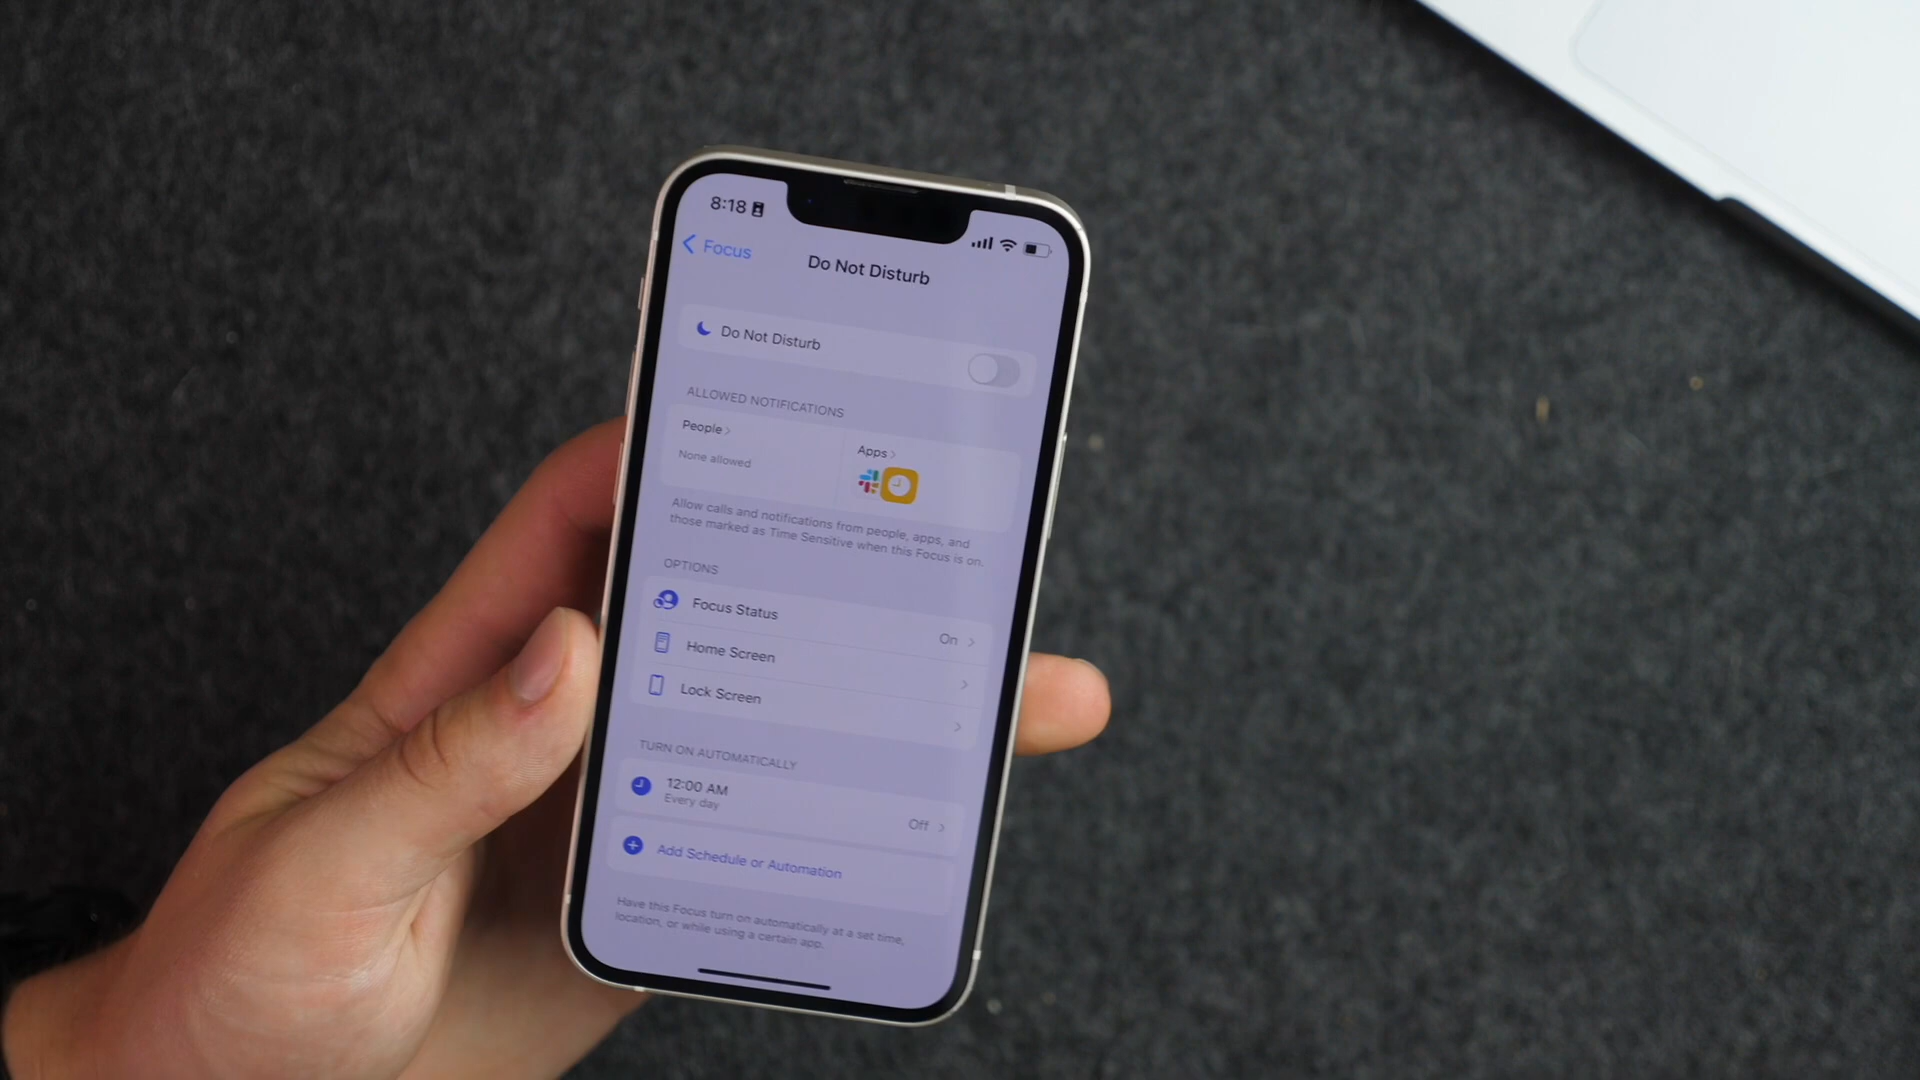 8:18
Focus
Do Not Disturb
Do Not Disturb
ALLOWED NOTIFICATIONS
People
None allowed
Apps
Allow calls and notifications from people, apps, and
those marked as Time Sensitive when this Focus is on.
OPTIONS
Focus Status On
Home Screen
Lock Screen
TURN ON AUTOMATICALLY
12:00 AM
Every day
Off
Add Schedule or Automation
Have this Focus turn on automatically at a set time,
location, or while using a certain app.